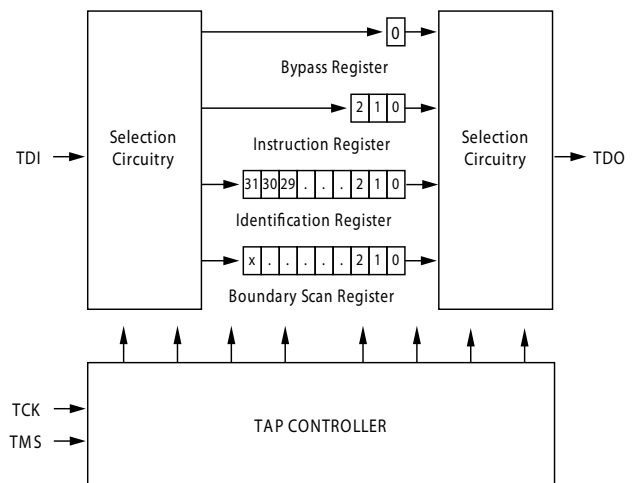 0
Bypass Register
2 1 0
Selection
Circuitry
Selection
Circuitry
TDI
TDO
Instruction Register
31 30 29 . . . 2 1 0
Identification Register
x . . . . . 2 1 0
Boundary Scan Register
TCK
TMS
TAP CONTROLLER